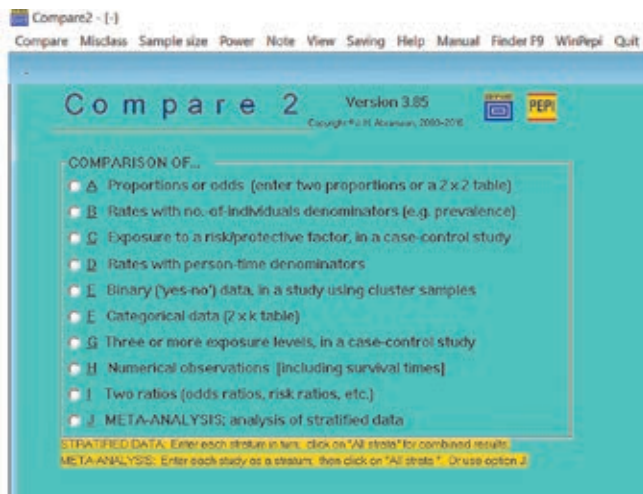 Compare2 - [-]
Compare Misclass Sample size Power Note View Saving Help Manual Finder F9 WinPepi Quit
Compare 2 Version 3.85 PEPI
Copyright © J.H. Abramson, 2000-2016
COMPARISON OF...
A Proportions or odds (enter two proportions or a 2 x 2 table)
B Rates with no.-of-individuals denominators (e.g. prevalence)
C Exposure to a risk/protective factor, in a case-control study
D Rates with person-time denominators
E Binary ('yes-no') data, in a study using cluster samples
F Categorical data (2 x k table)
G Three or more exposure levels, in a case-control study
H Numerical observations [including survival times]
I Two ratios (odds ratios, risk ratios, etc.)
J META-ANALYSIS; analysis of stratified data
STRATIFIED DATA: Enter each stratum in turn; click on "All strata" for combined results.
META-ANALYSIS: Enter each study as a stratum; then click on "All strata". Or use option J.